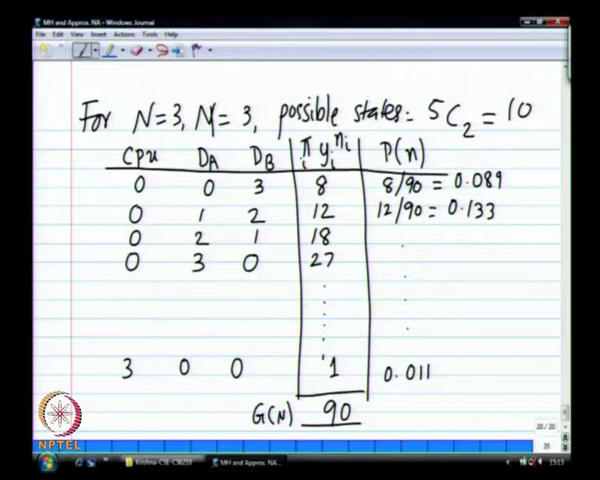 MH and Approx. NA - Windows Journal
File Edit View Insert Actions Tools Help
For N=3, M=3, possible states = 5C₂ = 10
CPU DA DB π yᵢⁿⁱ P(n)
i
0 0 3 8 8/90 = 0.089
0 1 2 12 12/90 = 0.133
0 2 1 18
0 3 0 27
3 0 0 1 0.011
G(N) 90
NPTEL
20 / 20
20
Krishna-CSE-CS8210 MH and Approx. NA... 15:13